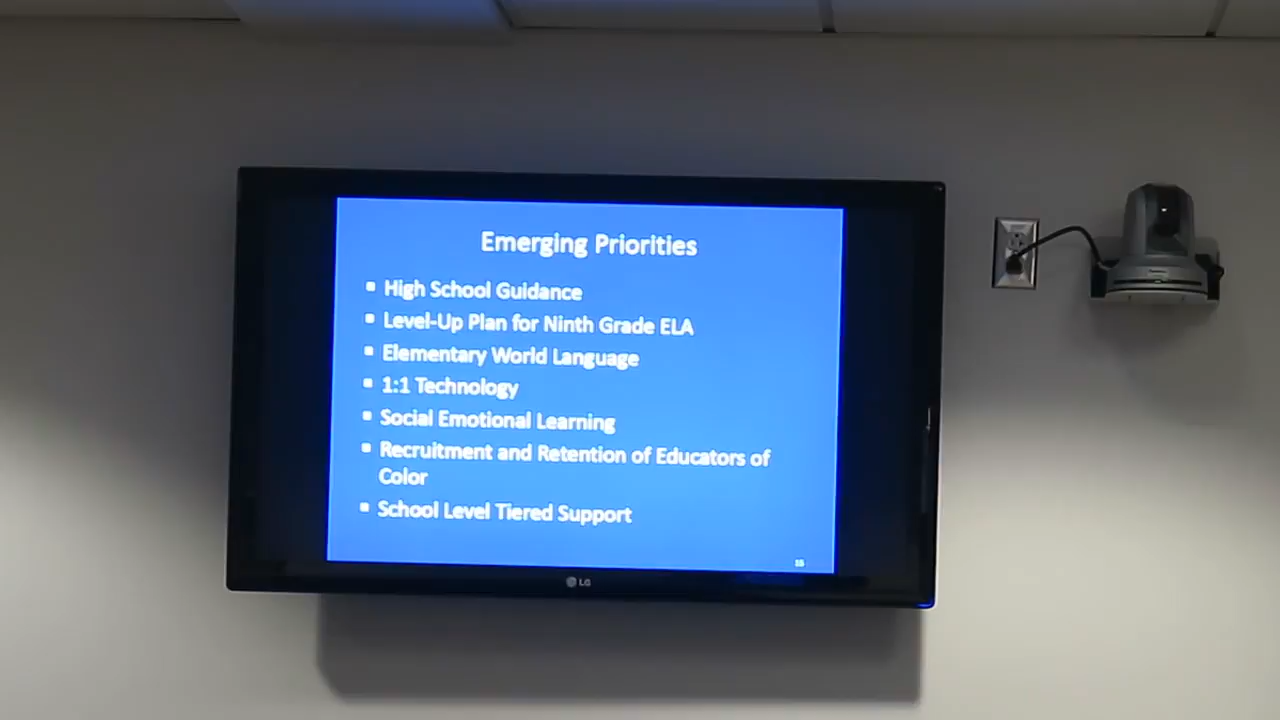 Emerging Priorities
▪ High School Guidance
▪ Level-Up Plan for Ninth Grade ELA
▪ Elementary World Language
▪ 1:1 Technology
▪ Social Emotional Learning
▪ Recruitment and Retention of Educators of
Color
▪ School Level Tiered Support
LG